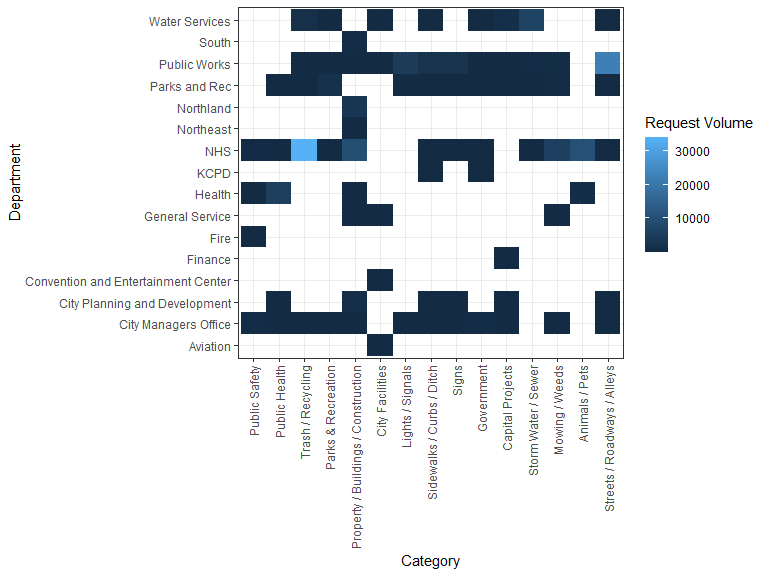 Water Services
South
Public Works
Parks and Rec
Northland
Northeast
NHS
KCPD
Health
General Service
Fire
Finance
Convention and Entertainment Center
City Planning and Development
City Managers Office
Aviation
Department
Public Safety
Public Health
Trash / Recycling
Parks & Recreation
Property / Buildings / Construction
City Facilities
Lights / Signals
Sidewalks / Curbs / Ditch
Signs
Government
Capital Projects
Storm Water / Sewer
Mowing / Weeds
Animals / Pets
Streets / Roadways / Alleys
Category
Request Volume
30000
20000
10000